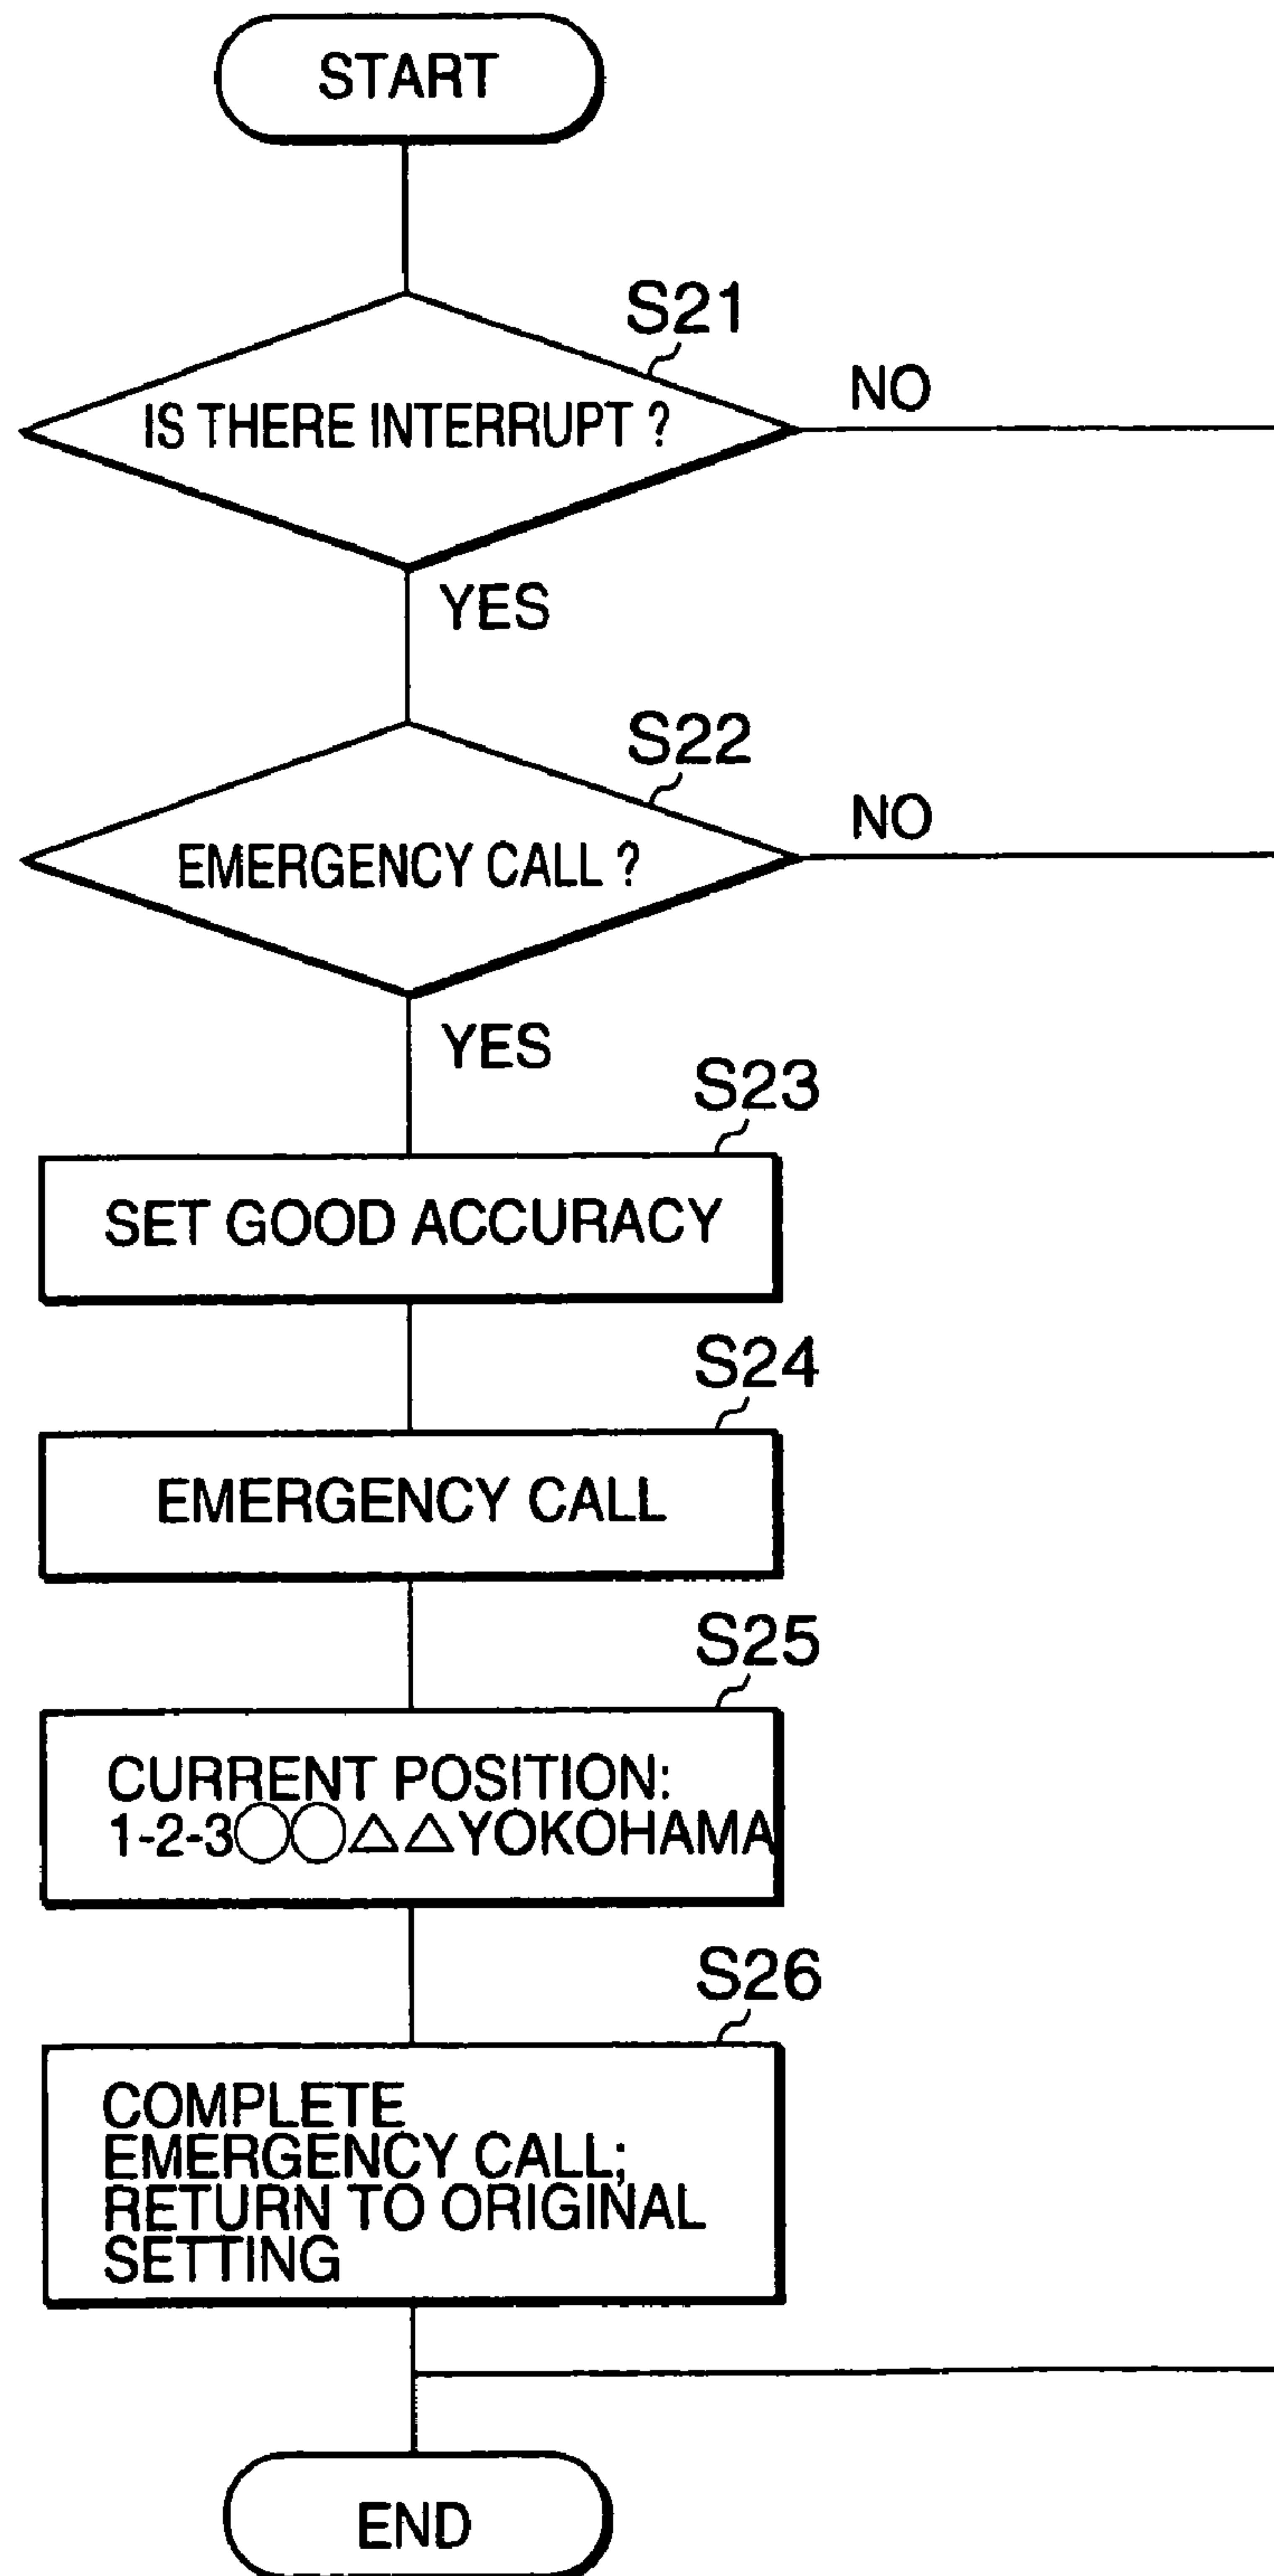 START
S21
IS THERE INTERRUPT ?
NO
YES
S22
EMERGENCY CALL ?
NO
YES
S23
SET GOOD ACCURACY
S24
EMERGENCY CALL
S25
CURRENT POSITION:
1-2-3○○△△YOKOHAMA
S26
COMPLETE
EMERGENCY CALL;
RETURN TO ORIGINAL
SETTING
END